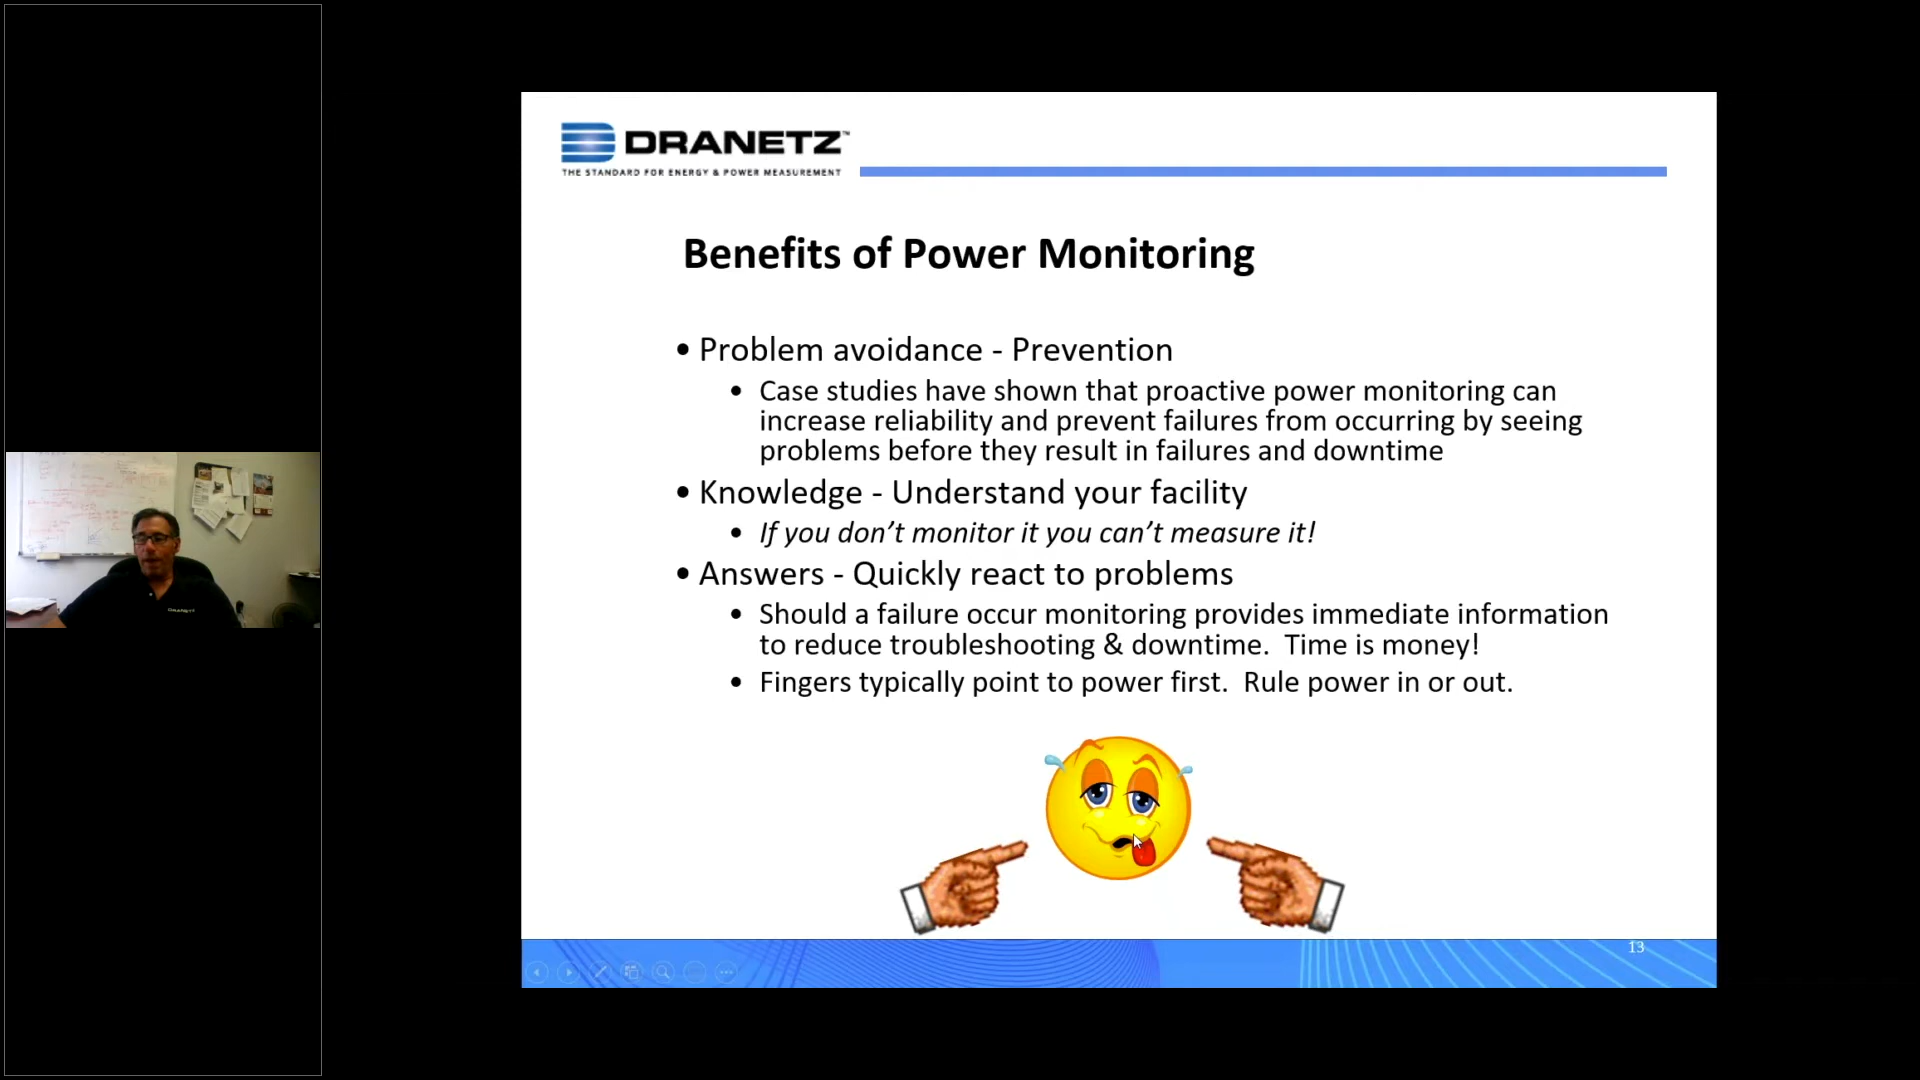 DRANETZ™
THE STANDARD FOR ENERGY & POWER MEASUREMENT
Benefits of Power Monitoring
• Problem avoidance - Prevention
• Case studies have shown that proactive power monitoring can
increase reliability and prevent failures from occurring by seeing
problems before they result in failures and downtime
• Knowledge - Understand your facility
• If you don’t monitor it you can’t measure it!
• Answers - Quickly react to problems
• Should a failure occur monitoring provides immediate information
to reduce troubleshooting & downtime.  Time is money!
• Fingers typically point to power first.  Rule power in or out.
13
DRANETZ